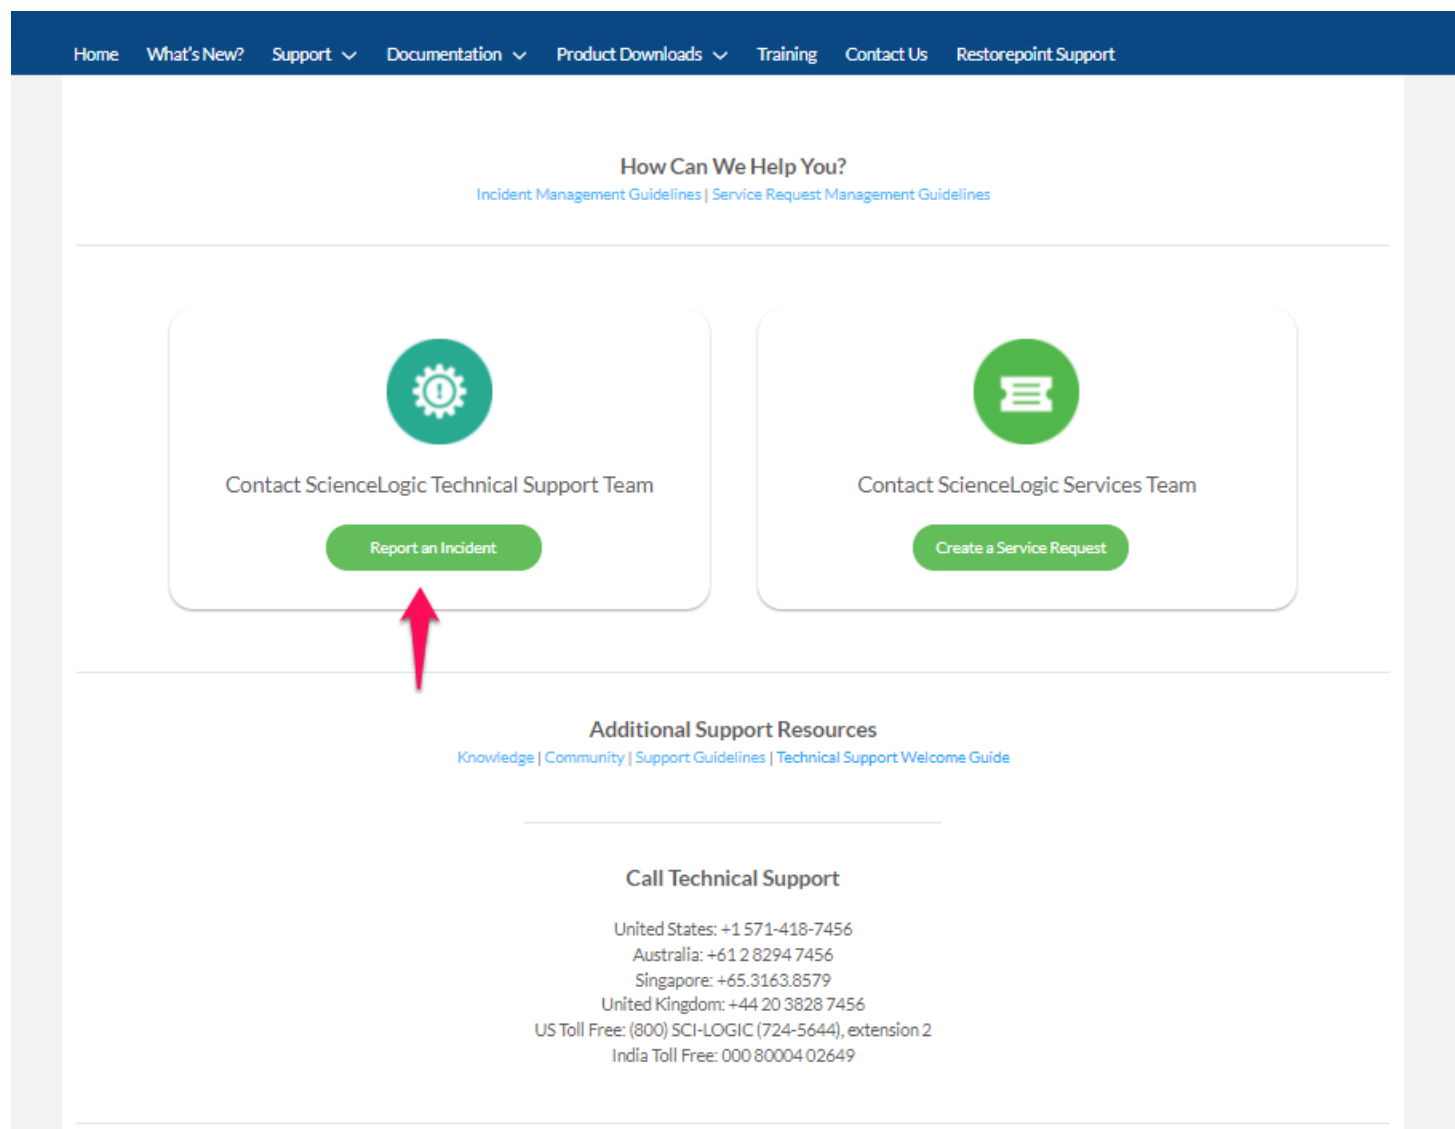 Home What's New? Support Documentation Product Downloads Training Contact Us Restorepoint Support
How Can We Help You?
Incident Management Guidelines | Service Request Management Guidelines
Contact ScienceLogic Technical Support Team
Report an Incident
Contact ScienceLogic Services Team
Create a Service Request
Additional Support Resources
Knowledge | Community | Support Guidelines | Technical Support Welcome Guide
Call Technical Support
United States: +1 571-418-7456
Australia: +61 2 8294 7456
Singapore: +65.3163.8579
United Kingdom: +44 20 3828 7456
US Toll Free: (800) SCI-LOGIC (724-5644), extension 2
India Toll Free: 000 80004 02649